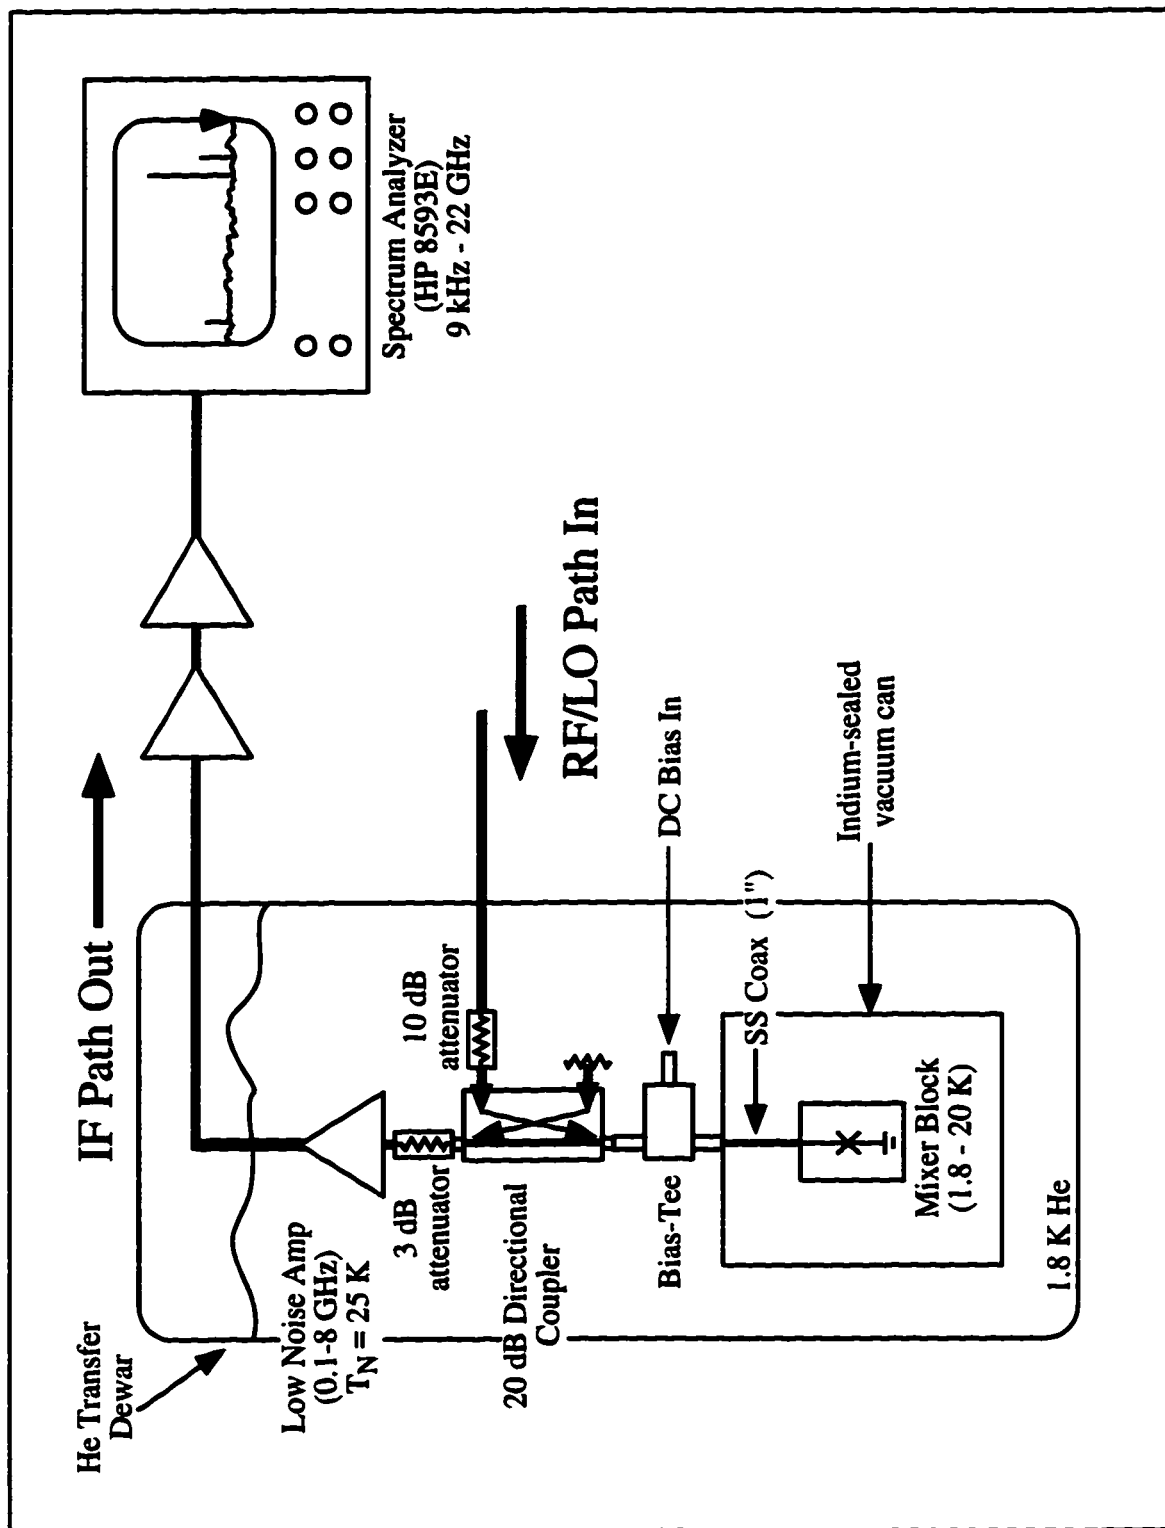 He Transfer
Dewar
IF Path Out
Low Noise Amp
(0.1-8 GHz)
T_N = 25 K
3 dB
attenuator
10 dB
attenuator
20 dB Directional
Coupler
RF/LO Path In
Bias-Tee
DC Bias In
SS Coax (1")
Indium-sealed
vacuum can
Mixer Block
(1.8 - 20 K)
1.8 K He
Spectrum Analyzer
(HP 8593E)
9 kHz - 22 GHz